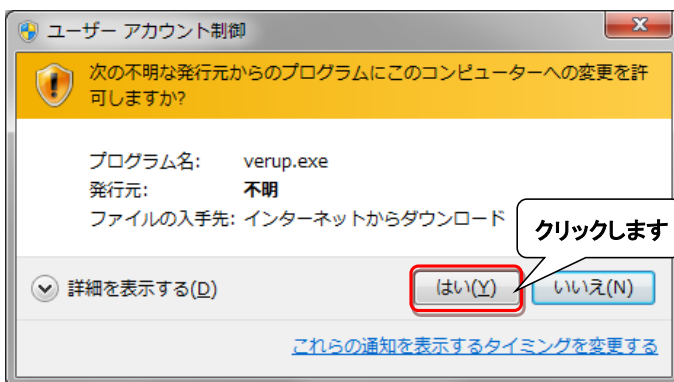 ユーザー アカウント制御
次の不明な発行元からのプログラムにこのコンピューターへの変更を許
可しますか?
プログラム名: verup.exe
発行元: 不明
ファイルの入手先: インターネットからダウンロード
クリックします
詳細を表示する(D)
はい(Y)
いいえ(N)
これらの通知を表示するタイミングを変更する